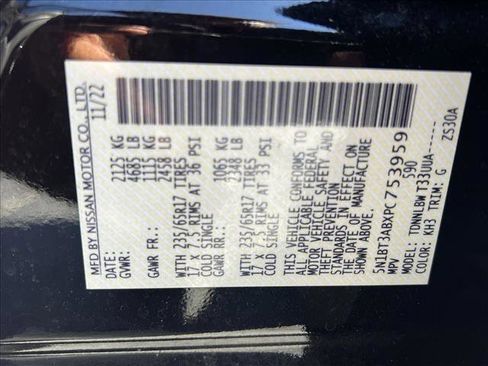 MFD. BY NISSAN MOTOR CO., LTD.
DATE: 11/22
GVWR: 2125 KG
4685 LB
GAWR FR.: 1115 KG
2458 LB
WITH 235/65R17 TIRES
17 X 7.5 RIMS AT 36 PSI
COLD SINGLE
GAWR RR.: 1065 KG
2348 LB
WITH 235/65R17 TIRES
17 X 7.5 RIMS AT 33 PSI
COLD SINGLE
THIS VEHICLE CONFORMS TO
ALL APPLICABLE FEDERAL
MOTOR VEHICLE SAFETY AND
THEFT PREVENTION
STANDARDS IN EFFECT ON
THE DATE OF MANUFACTURE
SHOWN ABOVE.
5N1BT3ABXPC753959
MPV 590
MODEL: TDNNLBW T33UUA------
COLOR: KH3 TRIM: G
ZS30A